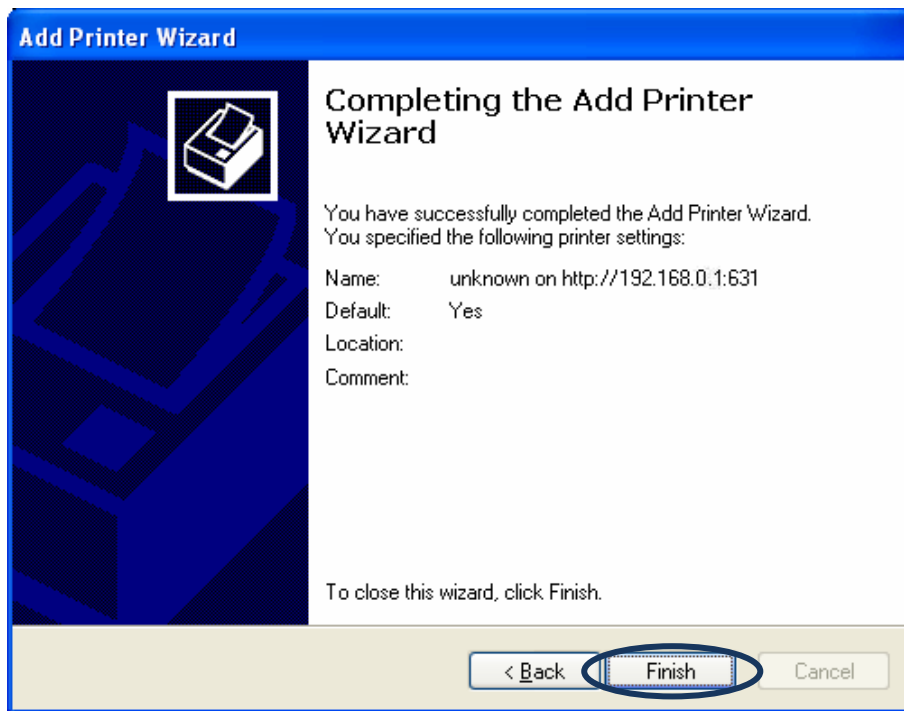 Add Printer Wizard
Completing the Add Printer
Wizard
You have successfully completed the Add Printer Wizard.
You specified the following printer settings:
Name: unknown on http://192.168.0.1:631
Default: Yes
Location:
Comment:
To close this wizard, click Finish.
< Back Finish Cancel